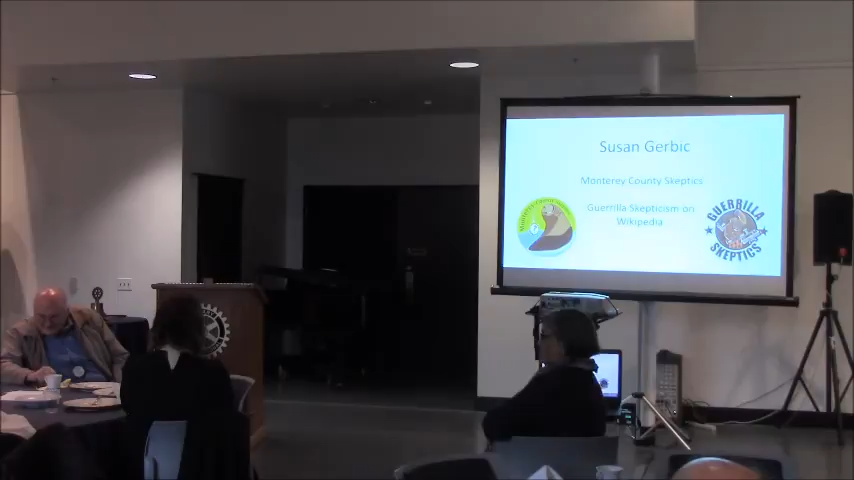 Susan Gerbic
Monterey County Skeptics
Guerrilla Skepticism on
Wikipedia
GUERRILLA
SKEPTICS